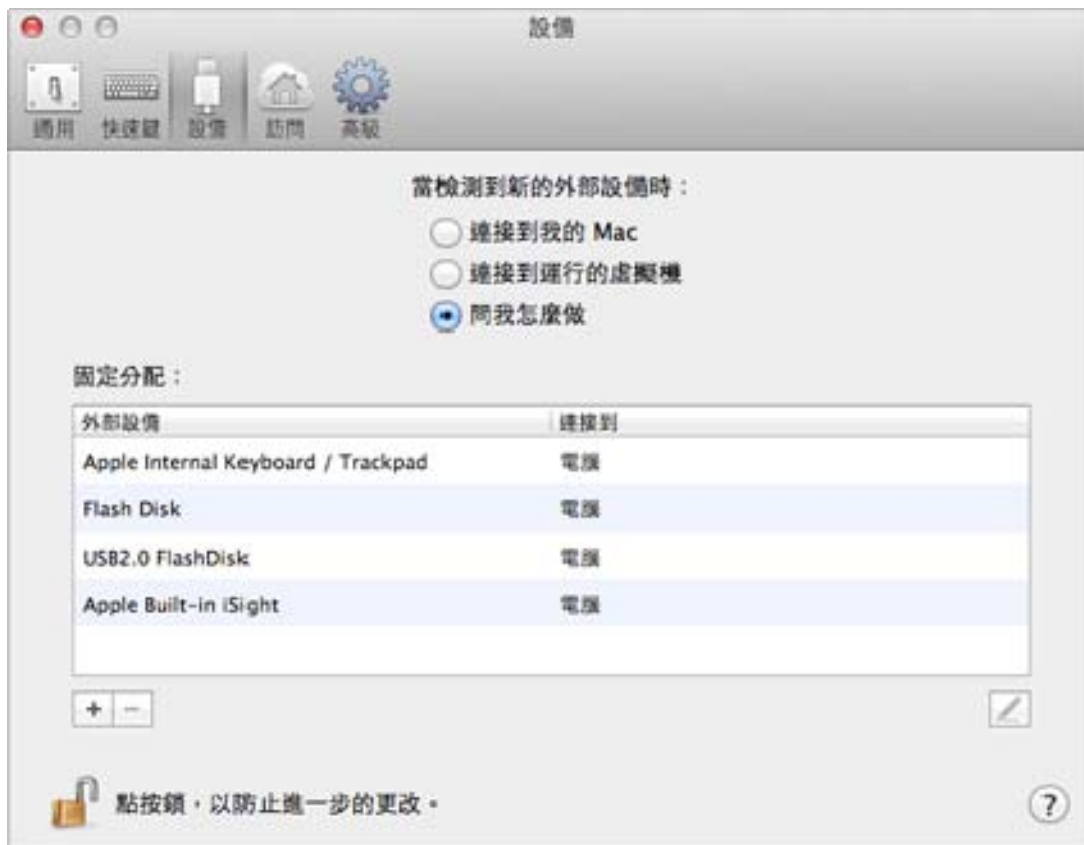 設備
通用 快速鍵 設備 訪問 高級
當檢測到新的外部設備時：
連接到我的 Mac
連接到運行的虛擬機
問我怎麼做
固定分配：
外部設備 連接到
Apple Internal Keyboard / Trackpad 電腦
Flash Disk 電腦
USB2.0 FlashDisk 電腦
Apple Built-in iSight 電腦
+ −
點按鎖，以防止進一步的更改。
?